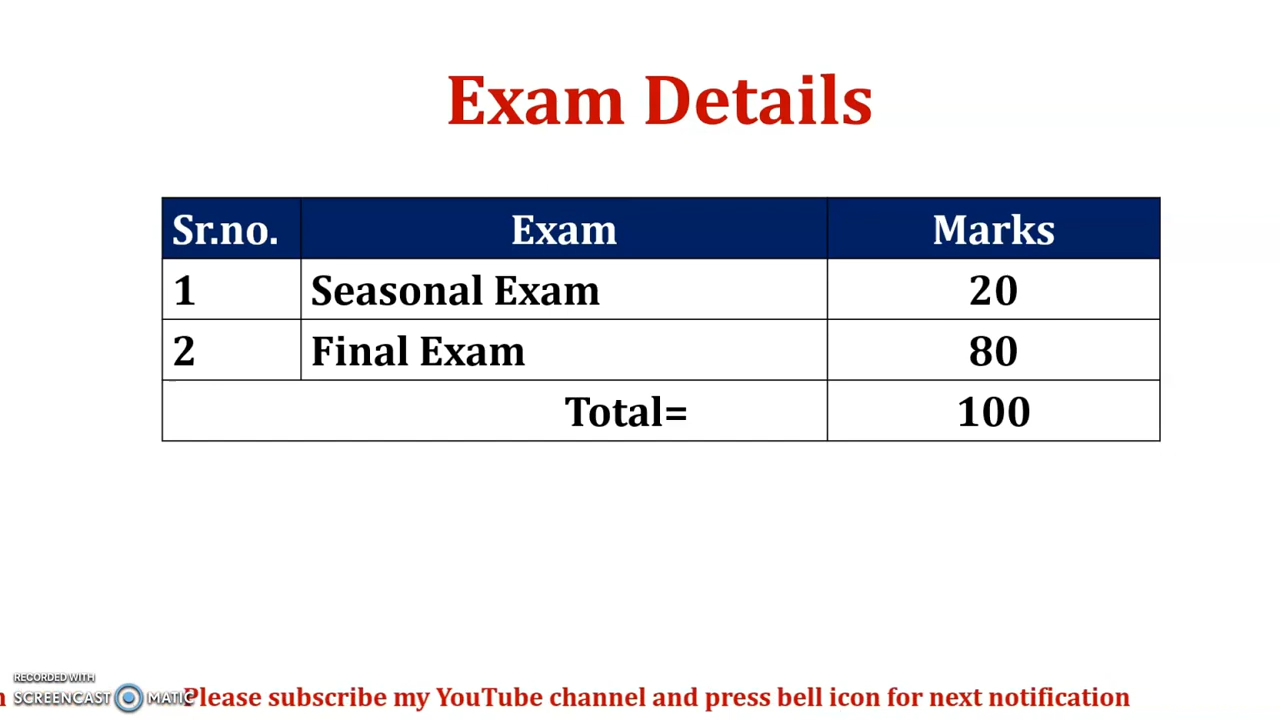 Exam Details
Sr.no. Exam Marks
1 Seasonal Exam 20
2 Final Exam 80
Total= 100
RECORDED WITH
SCREENCAST MATIC
Please subscribe my YouTube channel and press bell icon for next notification